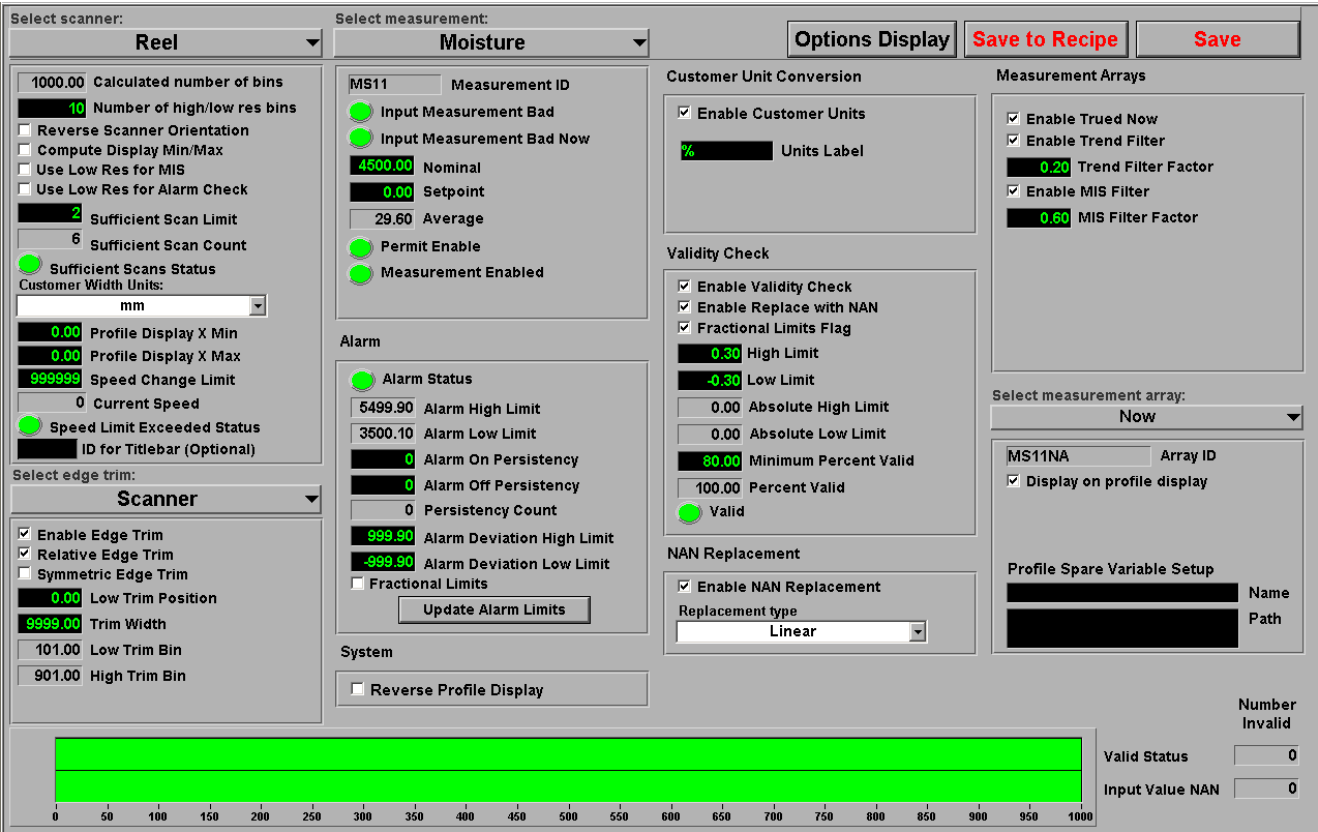 Select scanner:
Reel
1000.00 Calculated number of bins
10 Number of high/low res bins
Reverse Scanner Orientation
Compute Display Min/Max
Use Low Res for MIS
Use Low Res for Alarm Check
2 Sufficient Scan Limit
6 Sufficient Scan Count
Sufficient Scans Status
Customer Width Units:
mm
0.00 Profile Display X Min
0.00 Profile Display X Max
999999 Speed Change Limit
0 Current Speed
Speed Limit Exceeded Status
ID for Titlebar (Optional)
Select edge trim:
Scanner
Enable Edge Trim
Relative Edge Trim
Symmetric Edge Trim
0.00 Low Trim Position
9999.00 Trim Width
101.00 Low Trim Bin
901.00 High Trim Bin
Select measurement:
Moisture
MS11 Measurement ID
Input Measurement Bad
Input Measurement Bad Now
4500.00 Nominal
0.00 Setpoint
29.60 Average
Permit Enable
Measurement Enabled
Alarm
Alarm Status
5499.90 Alarm High Limit
3500.10 Alarm Low Limit
0 Alarm On Persistency
0 Alarm Off Persistency
0 Persistency Count
999.90 Alarm Deviation High Limit
-999.90 Alarm Deviation Low Limit
Fractional Limits
Update Alarm Limits
System
Reverse Profile Display
Options Display
Save to Recipe
Save
Customer Unit Conversion
Enable Customer Units
% Units Label
Validity Check
Enable Validity Check
Enable Replace with NAN
Fractional Limits Flag
0.30 High Limit
-0.30 Low Limit
0.00 Absolute High Limit
0.00 Absolute Low Limit
80.00 Minimum Percent Valid
100.00 Percent Valid
Valid
NAN Replacement
Enable NAN Replacement
Replacement type
Linear
Measurement Arrays
Enable Trued Now
Enable Trend Filter
0.20 Trend Filter Factor
Enable MIS Filter
0.60 MIS Filter Factor
Select measurement array:
Now
MS11NA Array ID
Display on profile display
Profile Spare Variable Setup
Name
Path
Number
Invalid
Valid Status 0
Input Value NAN 0
0 50 100 150 200 250 300 350 400 450 500 550 600 650 700 750 800 850 900 950 1000